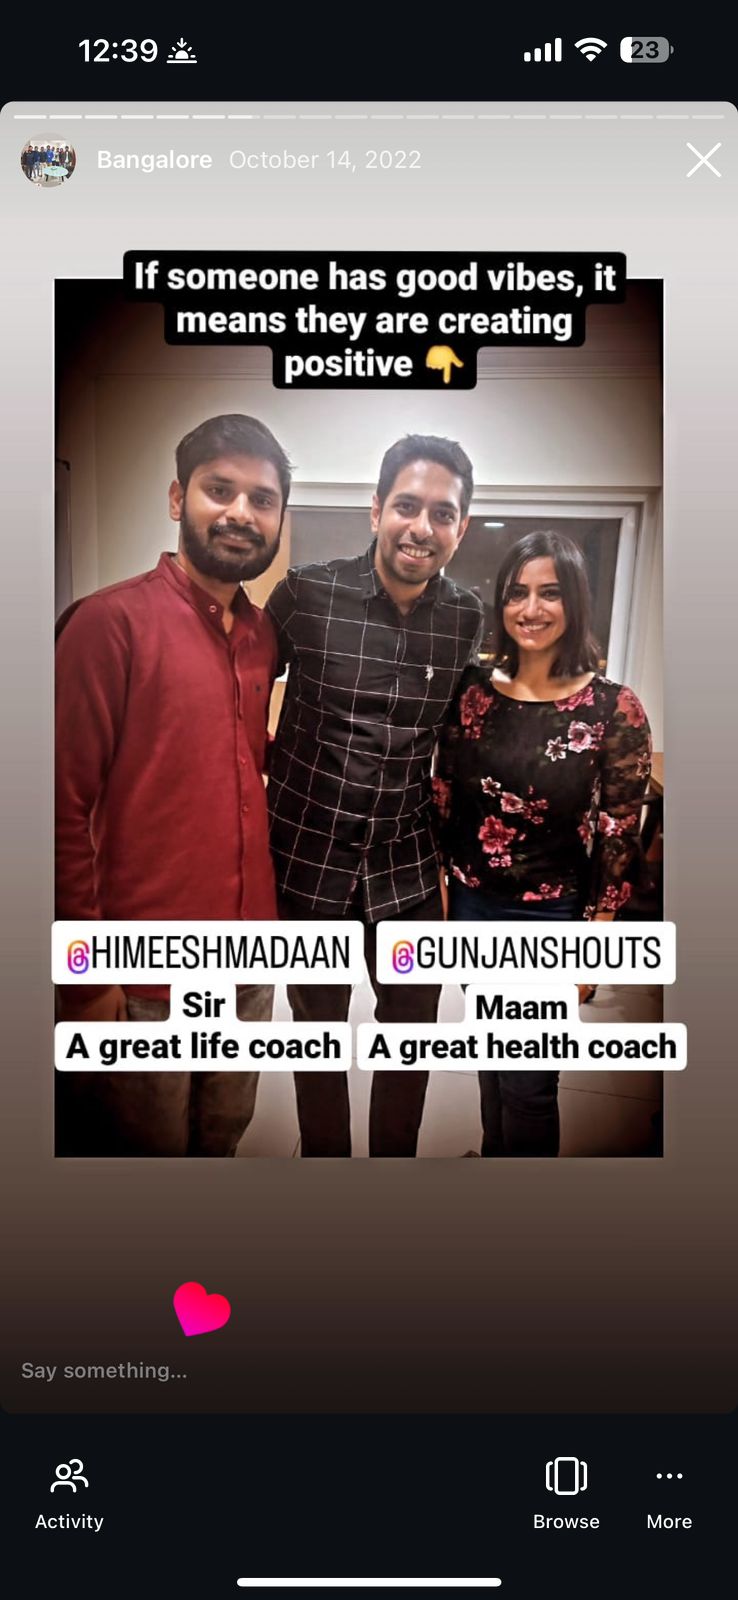 12:39
23
Bangalore October 14, 2022
If someone has good vibes, it
means they are creating
positive 👇
@HIMEESHMADAAN @GUNJANSHOUTS
Sir Maam
A great life coach A great health coach
Say something...
Activity Browse More